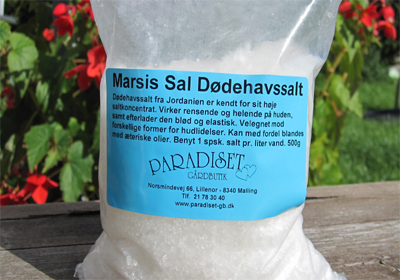 Marsis Sal Dødehavssalt
Dødehavssalt fra Jordanien er kendt for sit høje
saltkoncentrat. Virker rensende og helende på huden,
samt efterlader den blød og elastisk. Velegnet mod
forskellige former for hudlidelser. Kan med fordel blandes
med æteriske olier. Benyt 1 spsk. salt pr. liter vand. 500g
PARADISET
GÅRDBUTIK
Norsmindevej 66, Lillenor - 8340 Malling
Tlf. 21 78 30 40
www.paradiset-gb.dk